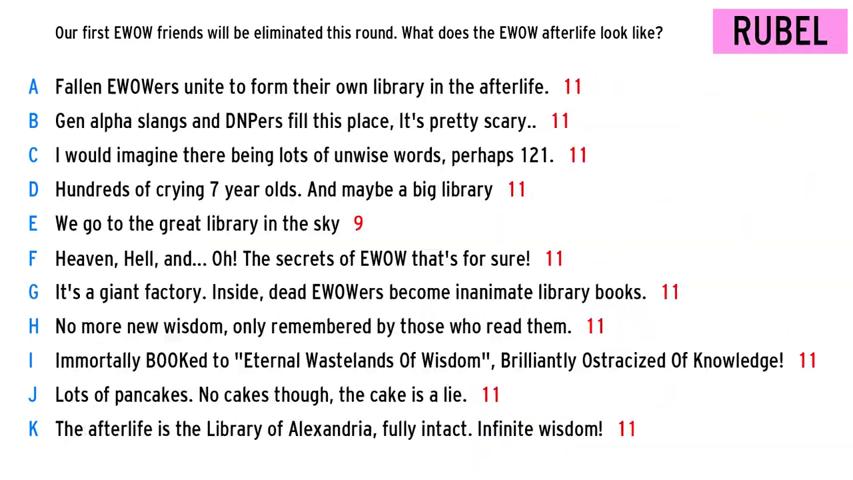 Our first EWOW friends will be eliminated this round. What does the EWOW afterlife look like?
RUBEL
A Fallen EWOWers unite to form their own library in the afterlife. 11
B Gen alpha slangs and DNPers fill this place, It's pretty scary.. 11
C I would imagine there being lots of unwise words, perhaps 121. 11
D Hundreds of crying 7 year olds. And maybe a big library 11
E We go to the great library in the sky 9
F Heaven, Hell, and... Oh! The secrets of EWOW that's for sure! 11
G It's a giant factory. Inside, dead EWOWers become inanimate library books. 11
H No more new wisdom, only remembered by those who read them. 11
I Immortally BOOKed to "Eternal Wastelands Of Wisdom", Brilliantly Ostracized Of Knowledge! 11
J Lots of pancakes. No cakes though, the cake is a lie. 11
K The afterlife is the Library of Alexandria, fully intact. Infinite wisdom! 11